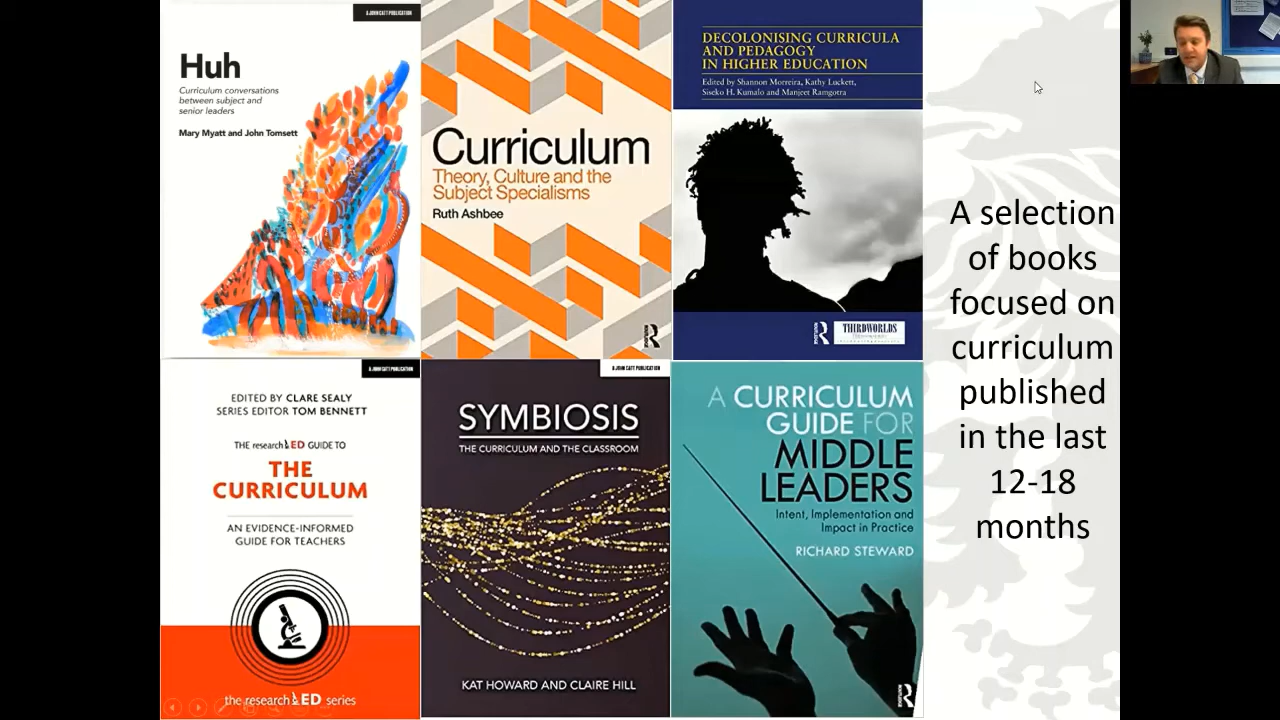 A JOHN CATT PUBLICATION
Huh
Curriculum conversations
between subject and
senior leaders
Mary Myatt and John Tomsett
Curriculum
Theory, Culture and the
Subject Specialisms
Ruth Ashbee
DECOLONISING CURRICULA
AND PEDAGOGY
IN HIGHER EDUCATION
Edited by Shannon Morreira, Kathy Luckett,
Siseko H. Kumalo and Manjeet Ramgotra
ROUTLEDGE
THIRDWORLDS
A JOHN CATT PUBLICATION
EDITED BY CLARE SEALY
SERIES EDITOR TOM BENNETT
THE researchED GUIDE TO
THE
CURRICULUM
AN EVIDENCE-INFORMED
GUIDE FOR TEACHERS
the researchED series
A JOHN CATT PUBLICATION
SYMBIOSIS
THE CURRICULUM AND THE CLASSROOM
KAT HOWARD AND CLAIRE HILL
A CURRICULUM
GUIDE FOR
MIDDLE
LEADERS
Intent, Implementation and
Impact in Practice
RICHARD STEWARD
A selection
of books
focused on
curriculum
published
in the last
12-18
months